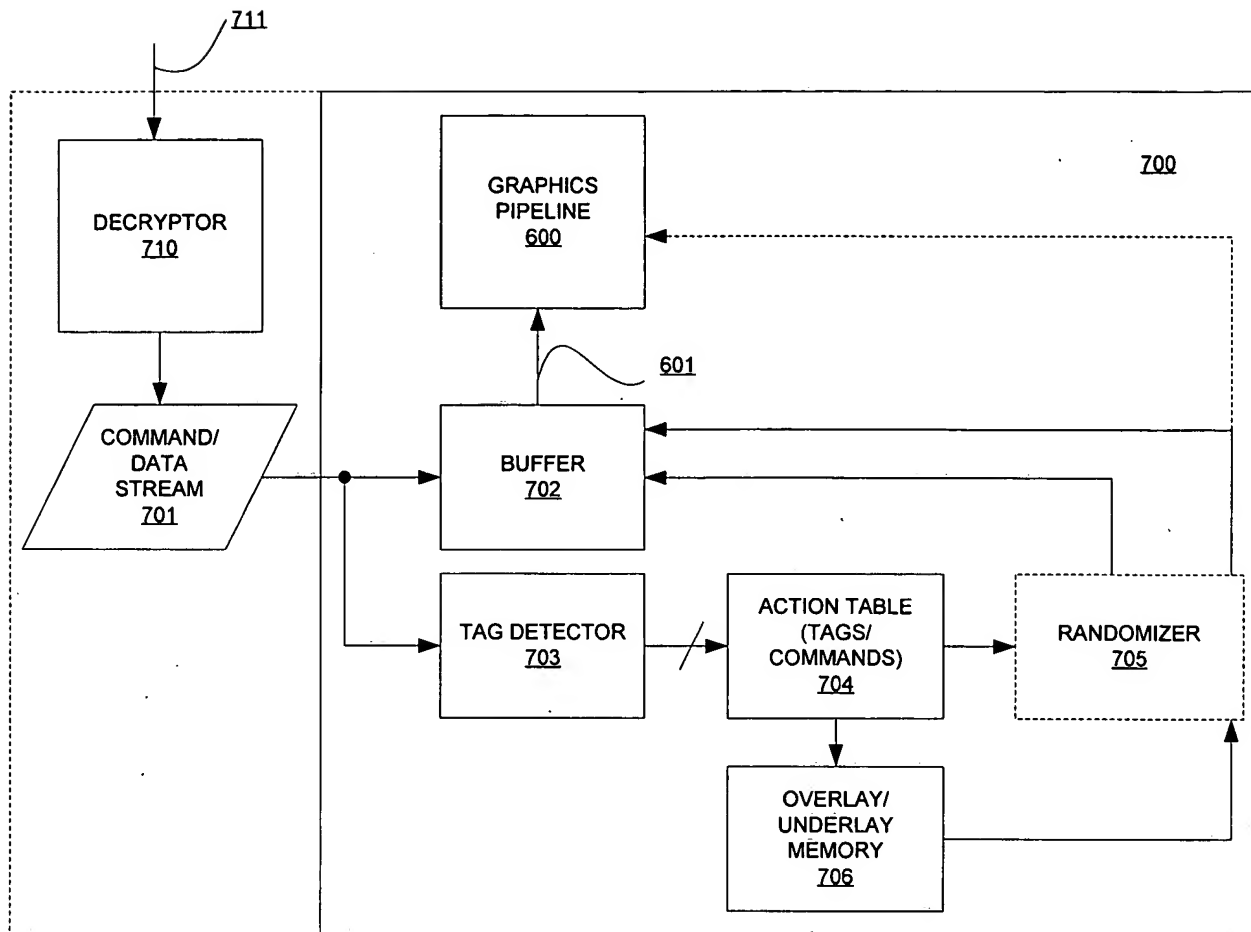 711
DECRYPTOR
710
COMMAND/
DATA
STREAM
701
GRAPHICS
PIPELINE
600
700
601
BUFFER
702
TAG DETECTOR
703
ACTION TABLE
(TAGS/
COMMANDS)
704
RANDOMIZER
705
OVERLAY/
UNDERLAY
MEMORY
706